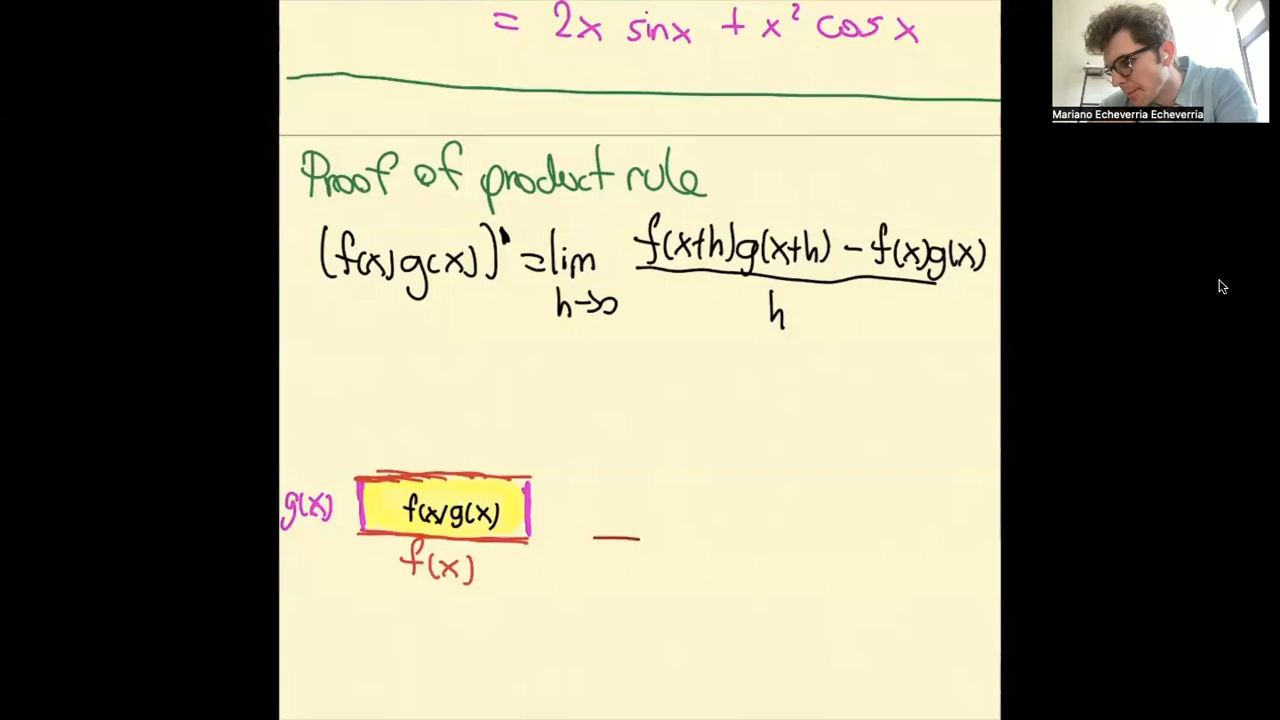 = 2x sinx + x² cos x
Mariano Echeverria Echeverria
Proof of product rule
(f(x)g(x))' = lim f(x+h)g(x+h) - f(x)g(x)
h→0 h
g(x) f(x)g(x)
f(x)